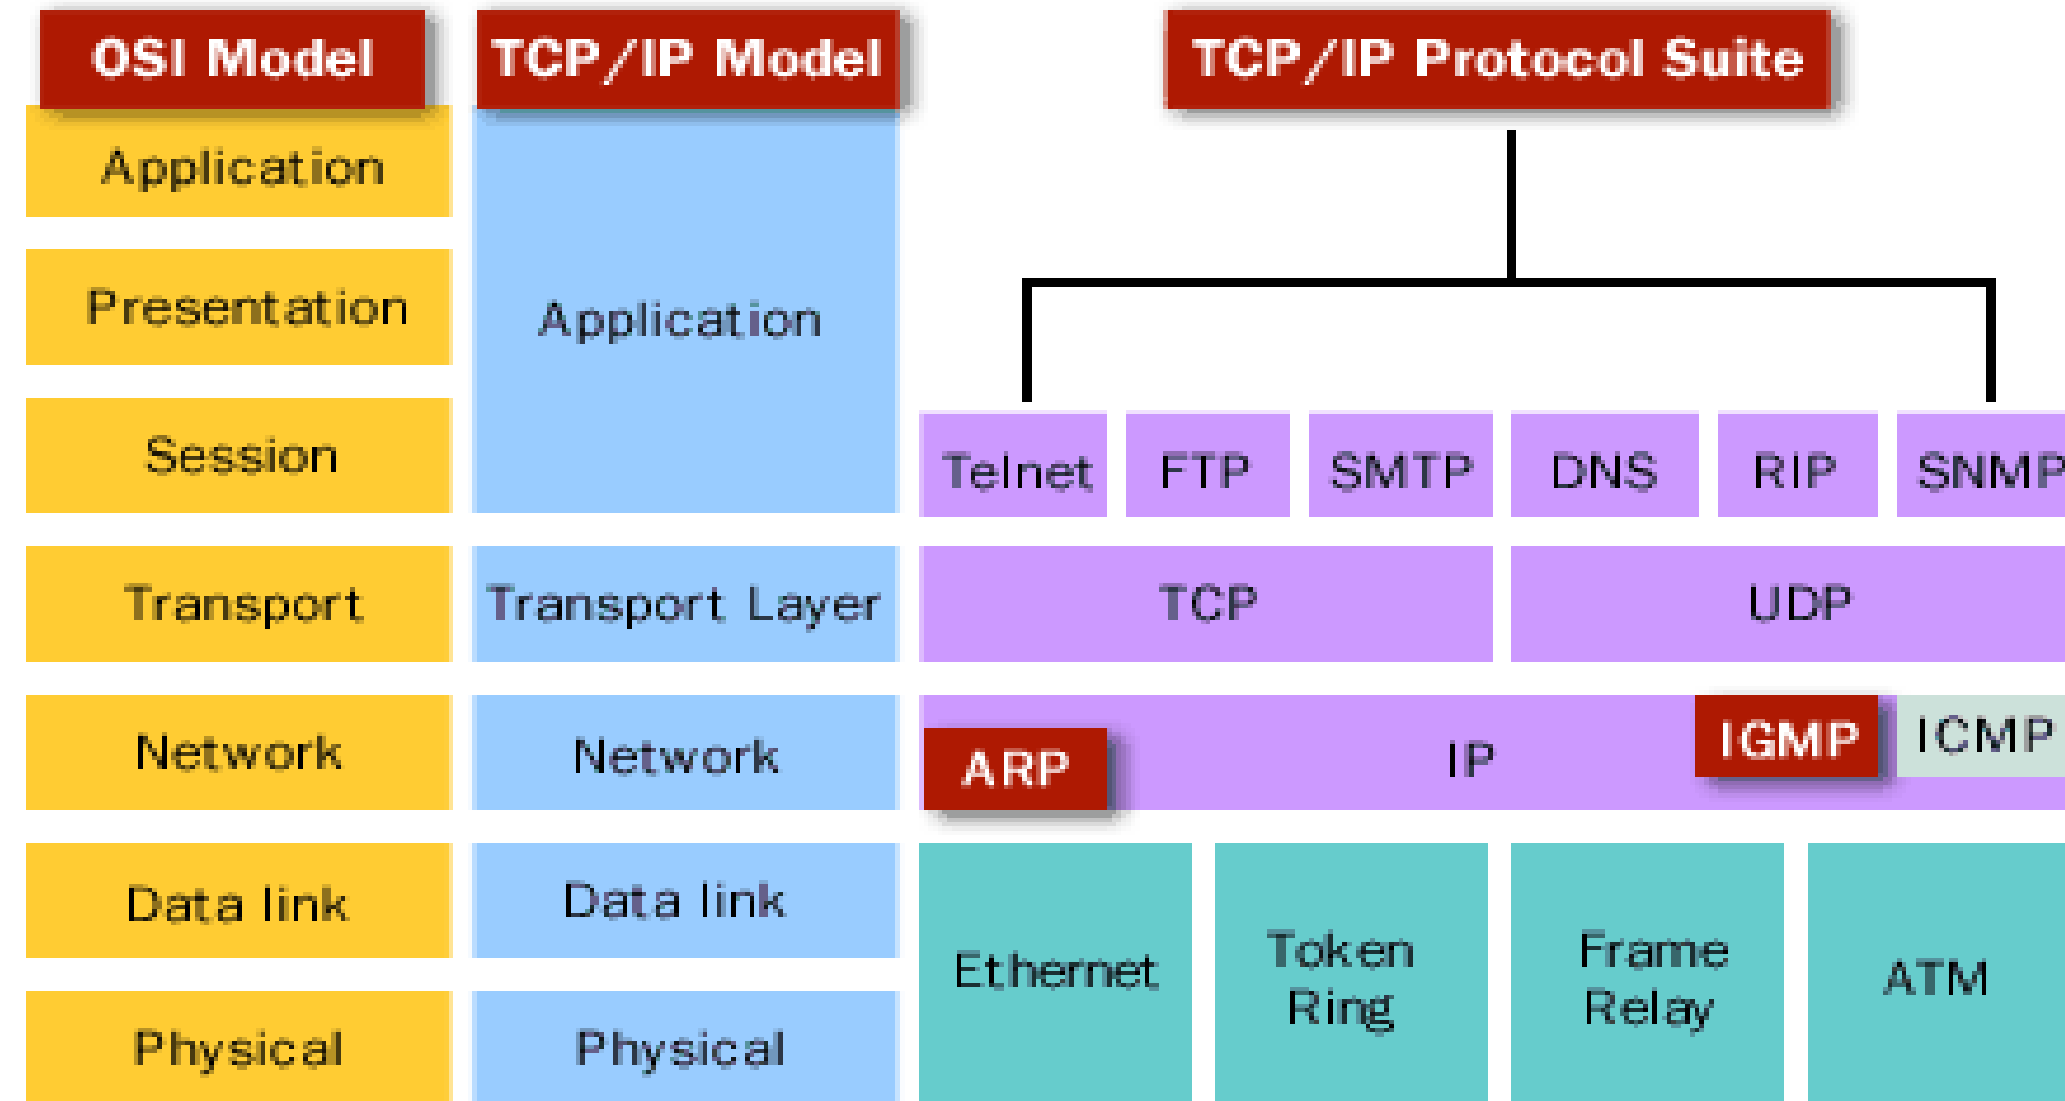 OSI Model
TCP/IP Model
TCP/IP Protocol Suite
Application
Presentation
Session
Transport
Network
Data link
Physical
Application
Transport Layer
Network
Data link
Physical
Telnet
FTP
SMTP
DNS
RIP
SNMP
TCP
UDP
ARP
IP
IGMP
ICMP
Ethernet
Token
Ring
Frame
Relay
ATM